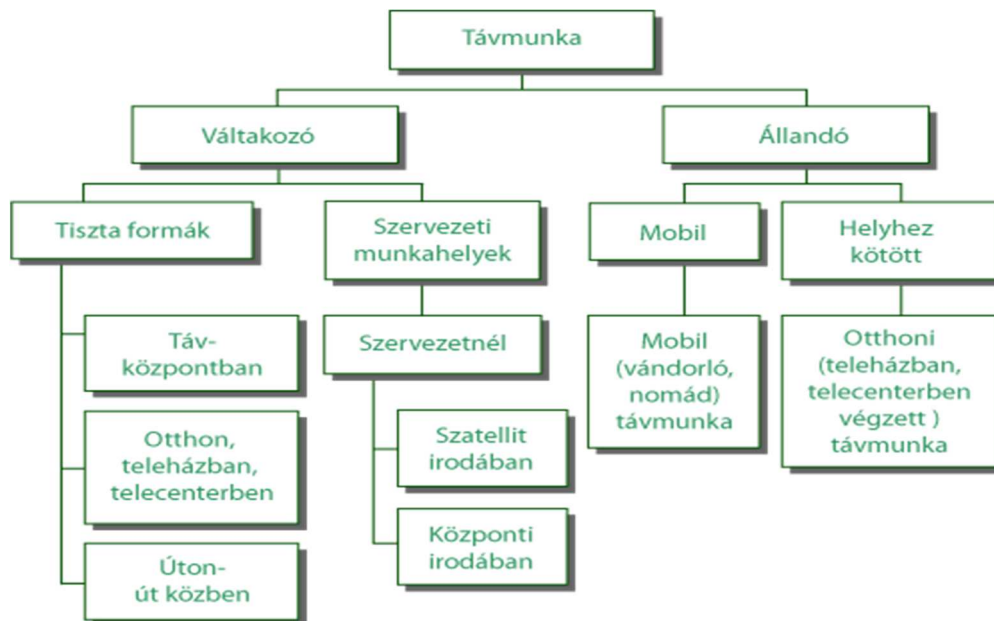 Távmunka
Váltakozó
Állandó
Tiszta formák
Szervezeti
munkahelyek
Mobil
Helyhez
kötött
Táv-
központban
Szervezetnél
Mobil
(vándorló,
nomád)
távmunka
Otthoni
(teleházban,
telecenterben
végzett )
távmunka
Otthon,
teleházban,
telecenterben
Szatellit
irodában
Központi
irodában
Úton-
út közben